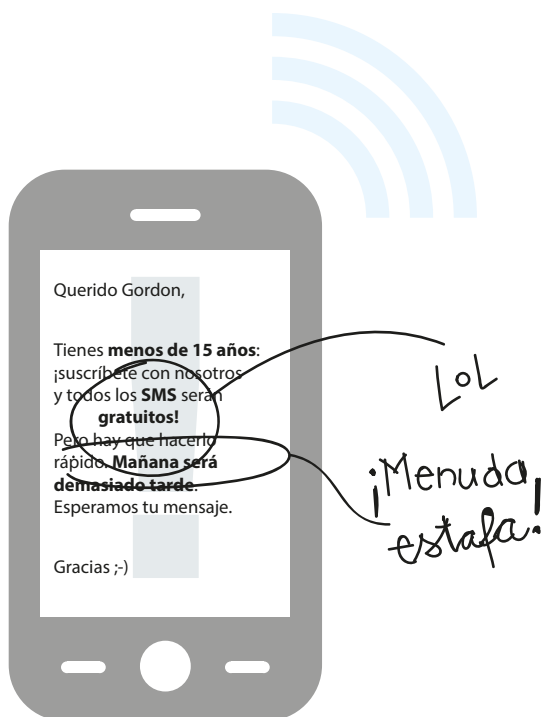 Querido Gordon,
Tienes menos de 15 años:
¡suscríbete con nosotros
y todos los SMS serán
gratuitos!
Pero hay que hacerlo
rápido. Mañana será
demasiado tarde.
Esperamos tu mensaje.
Gracias ;-)
LoL
¡Menuda
estafa!